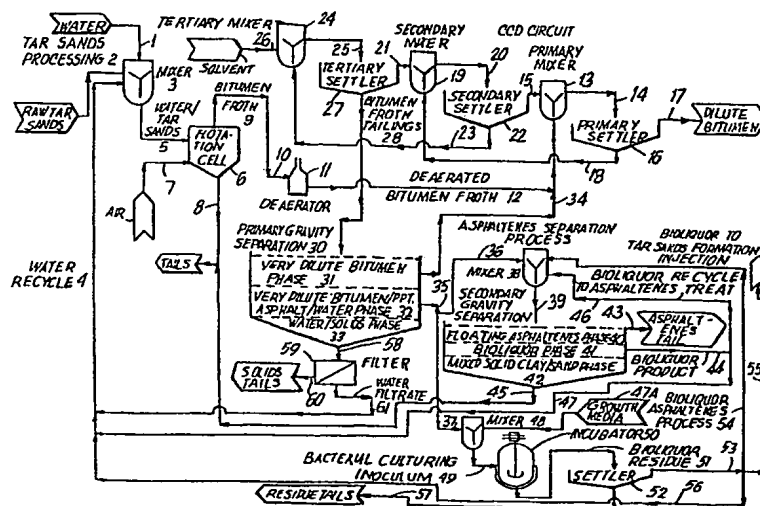 WATER
1
TAR SANDS
PROCESSING 2
MIXER
3
RAW TAR
SANDS
WATER/
TAR
SANDS
5
BITUMEN
FROTH
9
FLOTATION
CELL
6
7
8
AIR
10
11
DEAERATOR
TAILS
WATER
RECYCLE 4
TERTIARY MIXER
24
26
SOLVENT
25
TERTIARY
SETTLER
27
BITUMEN
FROTH
TAILINGS
28
21
SECONDARY
MIXER
19
20
SECONDARY
SETTLER
22
23
CCD CIRCUIT
PRIMARY
MIXER
13
15
14
PRIMARY
SETTLER
16
17
DILUTE
BITUMEN
18
DEAERATED
BITUMEN FROTH 12
34
PRIMARY GRAVITY
SEPARATION 30
VERY DILUTE BITUMEN
PHASE 31
VERY DILUTE BITUMEN/PPT.
ASPHALT/WATER PHASE 32
WATER/SOLIDS PHASE
33
58
59
FILTER
SOLIDS
TAILS
60
WATER
FILTRATE
61
35
ASPHALTENES SEPARATION
PROCESS
36
MIXER 38
SECONDARY
GRAVITY
SEPARATION
39
BIOLIQUOR TO
TAR SANDS FORMATION
INJECTION
BIOLIQUOR RECYCLE
TO ASPHALTENES, TREAT
46
43
FLOATING ASPHALTENES PHASE 40
BIOLIQUOR PHASE 41
MIXED SOLID CLAY/SAND PHASE
42
ASPHALT-
ENES
TAIL
BIOLIQUOR
PRODUCT
44
45
47
47A
GROWTH
MEDIA
BIOLIQUOR
ASPHALTENES
PROCESS 54
55
37
MIXER 48
INCUBATOR 50
BACTERIAL CULTURING
INOCULUM 49
BIOLIQUOR
RESIDUE 51
53
SETTLER
52
56
RESIDUE TAILS
57